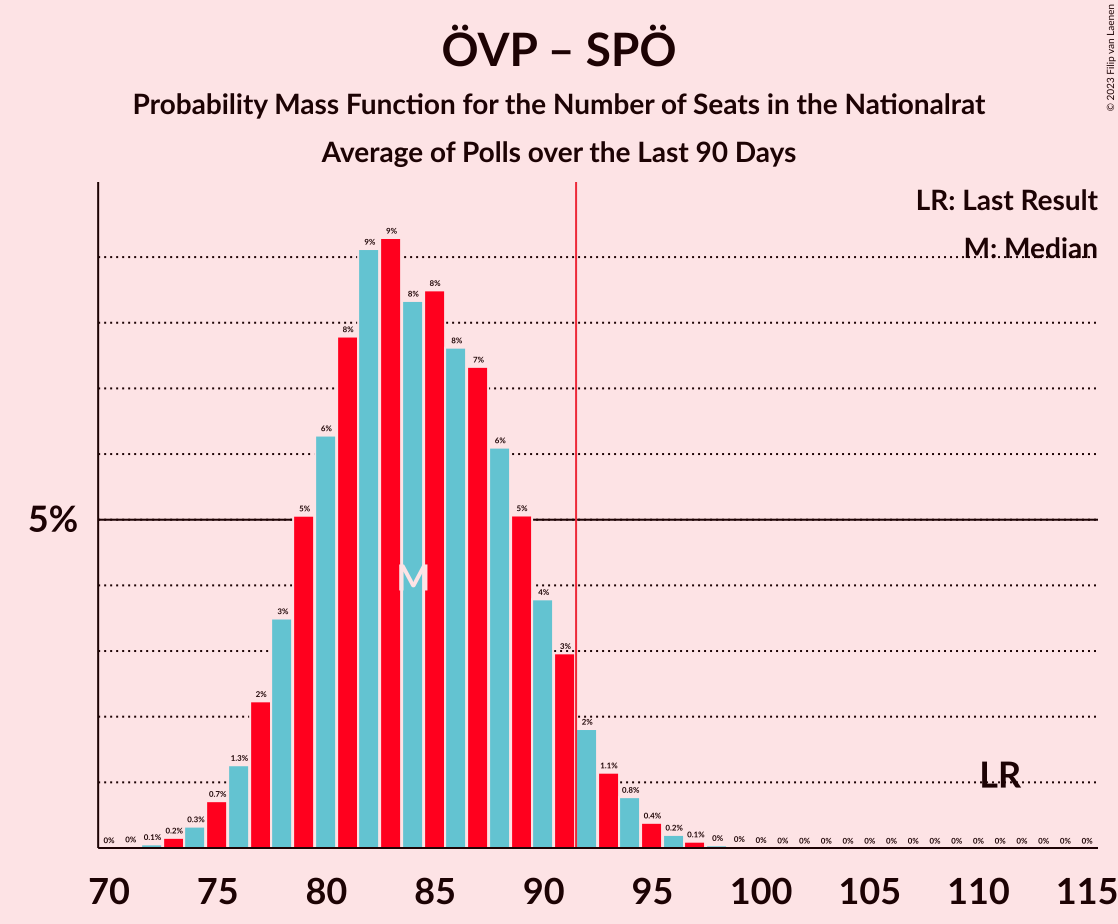 ÖVP – SPÖ
Probability Mass Function for the Number of Seats in the Nationalrat
Average of Polls over the Last 90 Days
© 2023 Filip van Laenen
LR: Last Result
M: Median
5%
0% 0% 0.1% 0.2% 0.3% 0.7% 1.3% 2% 3% 5% 6% 8% 9% 9% 8% 8% 8% 7% 6% 5% 4% 3% 2% 1.1% 0.8% 0.4% 0.2% 0.1% 0% 0% 0% 0% 0% 0% 0% 0% 0% 0% 0% 0% 0% 0% 0% 0% 0% 0%
M
LR
70 75 80 85 90 95 100 105 110 115